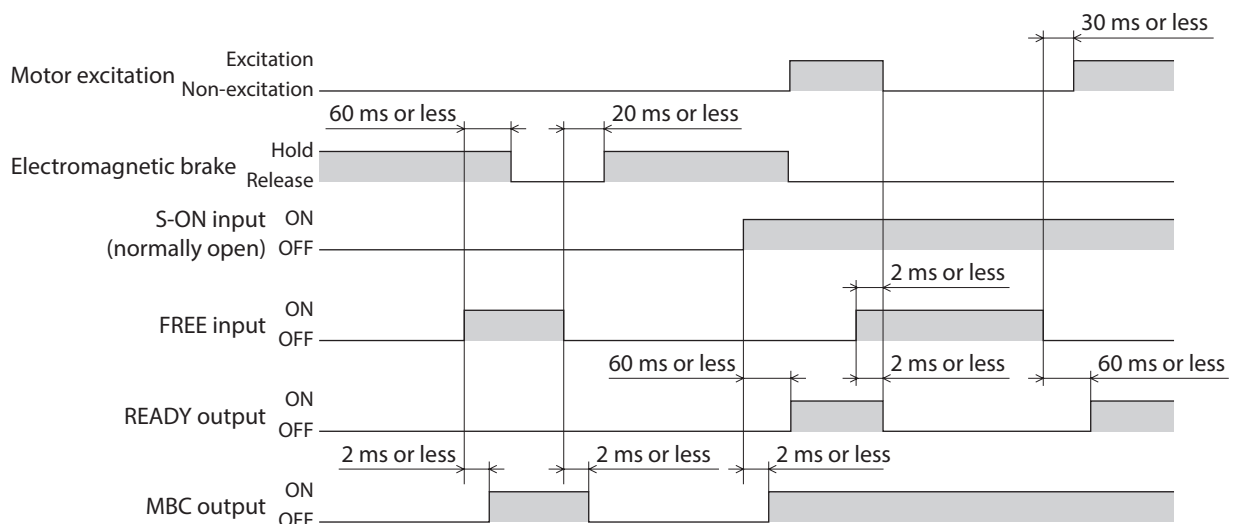 30 ms or less
Motor excitation
Excitation
Non-excitation
60 ms or less
20 ms or less
Electromagnetic brake
Hold
Release
S-ON input
(normally open)
ON
OFF
2 ms or less
FREE input
ON
OFF
60 ms or less
2 ms or less
60 ms or less
READY output
ON
OFF
2 ms or less
2 ms or less
2 ms or less
MBC output
ON
OFF